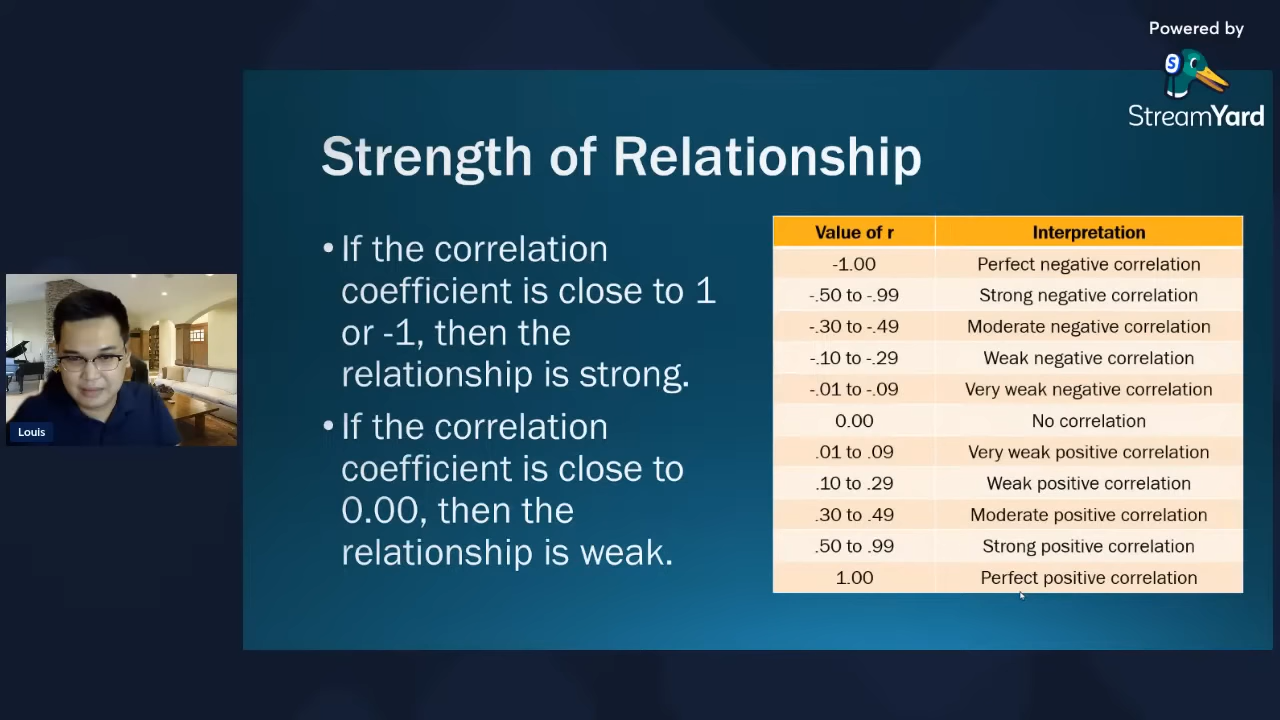 Powered by
S
StreamYard
Strength of Relationship
• If the correlation
coefficient is close to 1
or -1, then the
relationship is strong.
• If the correlation
coefficient is close to
0.00, then the
relationship is weak.
Value of r Interpretation
-1.00 Perfect negative correlation
-.50 to -.99 Strong negative correlation
-.30 to -.49 Moderate negative correlation
-.10 to -.29 Weak negative correlation
-.01 to -.09 Very weak negative correlation
0.00 No correlation
.01 to .09 Very weak positive correlation
.10 to .29 Weak positive correlation
.30 to .49 Moderate positive correlation
.50 to .99 Strong positive correlation
1.00 Perfect positive correlation
Louis